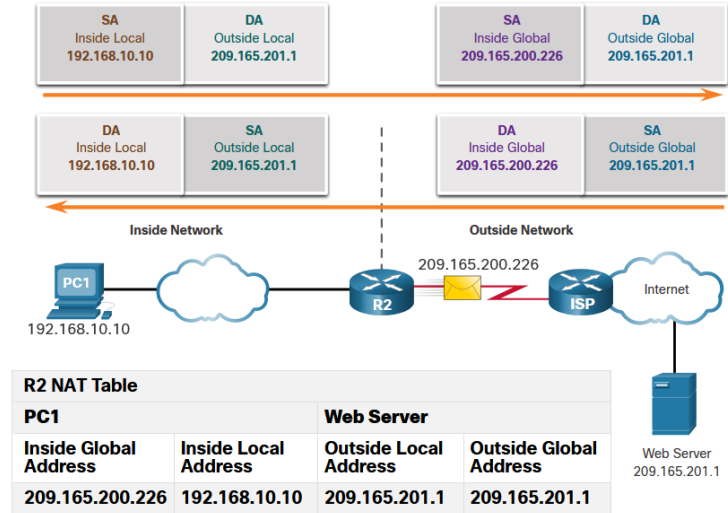 SA
Inside Local
192.168.10.10
DA
Outside Local
209.165.201.1
SA
Inside Global
209.165.200.226
DA
Outside Global
209.165.201.1
DA
Inside Local
192.168.10.10
SA
Outside Local
209.165.201.1
DA
Inside Global
209.165.200.226
SA
Outside Global
209.165.201.1
Inside Network
Outside Network
PC1
192.168.10.10
R2
209.165.200.226
ISP
Internet
Web Server
209.165.201.1
R2 NAT Table
PC1 Web Server
Inside Global Inside Local Outside Local Outside Global
Address Address Address Address
209.165.200.226 192.168.10.10 209.165.201.1 209.165.201.1